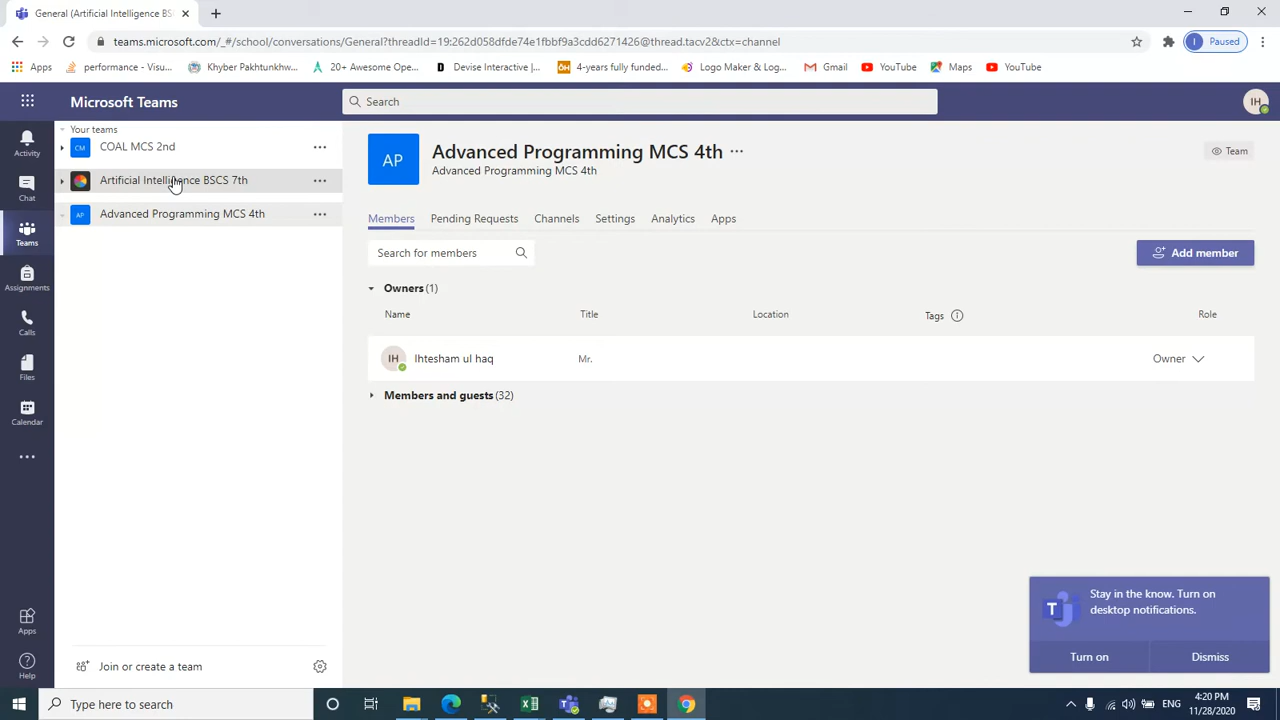 General (Artificial Intelligence BS
teams.microsoft.com/_#/school/conversations/General?threadId=19:262d058dfde74e1fbbf9a3cdd6271426@thread.tacv2&ctx=channel
I Paused
Apps
performance - Visu...
Khyber Pakhtunkhw...
20+ Awesome Ope...
Devise Interactive |...
4-years fully funded...
Logo Maker & Log...
Gmail
YouTube
Maps
YouTube
Microsoft Teams
Search
IH
Activity
Chat
Teams
Assignments
Calls
Files
Calendar
Apps
Help
Your teams
CM COAL MCS 2nd
Artificial Intelligence BSCS 7th
AP Advanced Programming MCS 4th
Join or create a team
AP
Advanced Programming MCS 4th
Advanced Programming MCS 4th
Team
Members Pending Requests Channels Settings Analytics Apps
Search for members
Add member
Owners (1)
Name Title Location Tags Role
IH Ihtesham ul haq Mr. Owner
Members and guests (32)
Stay in the know. Turn on
desktop notifications.
Turn on Dismiss
Type here to search
ENG
4:20 PM
11/28/2020